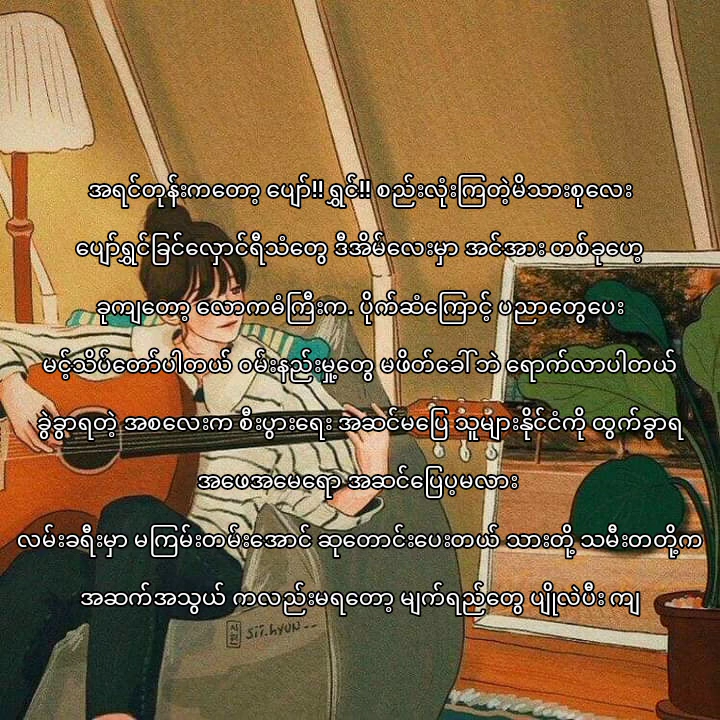 အရင်တုန်းကတော့ ပျော်!! ရွှင်!! စည်းလုံးကြတဲ့မိသားစုလေး
ပျော်ရွှင်ခြင်လှောင်ရီသံတွေ ဒီအိမ်လေးမှာ အင်အား တစ်ခုဟေ့
ခုကျတော့ လောကဓံကြီးက. ပိုက်ဆံကြောင့် ပညာတွေပေး
မင့်သိပ်တော်ပါတယ် ဝမ်းနည်းမှု့တွေ မဖိတ်ခေါ်ဘဲ ရောက်လာပါတယ်
ခွဲခွာရတဲ့ အစလေးက စီးပွားရေး အဆင်မပြေ သူများနိုင်ငံကို ထွက်ခွာရ
အဖေအမေရော အဆင်ပြေပ့မလား
လမ်းခရီးမှာ မကြမ်းတမ်းအောင် ဆုတောင်းပေးတယ် သားတို့ သမီးတတို့က
အဆက်အသွယ် ကလည်းမရတော့ မျက်ရည်တွေ ပျိုလဲပီး ကျ
시현 Sii.hyun--